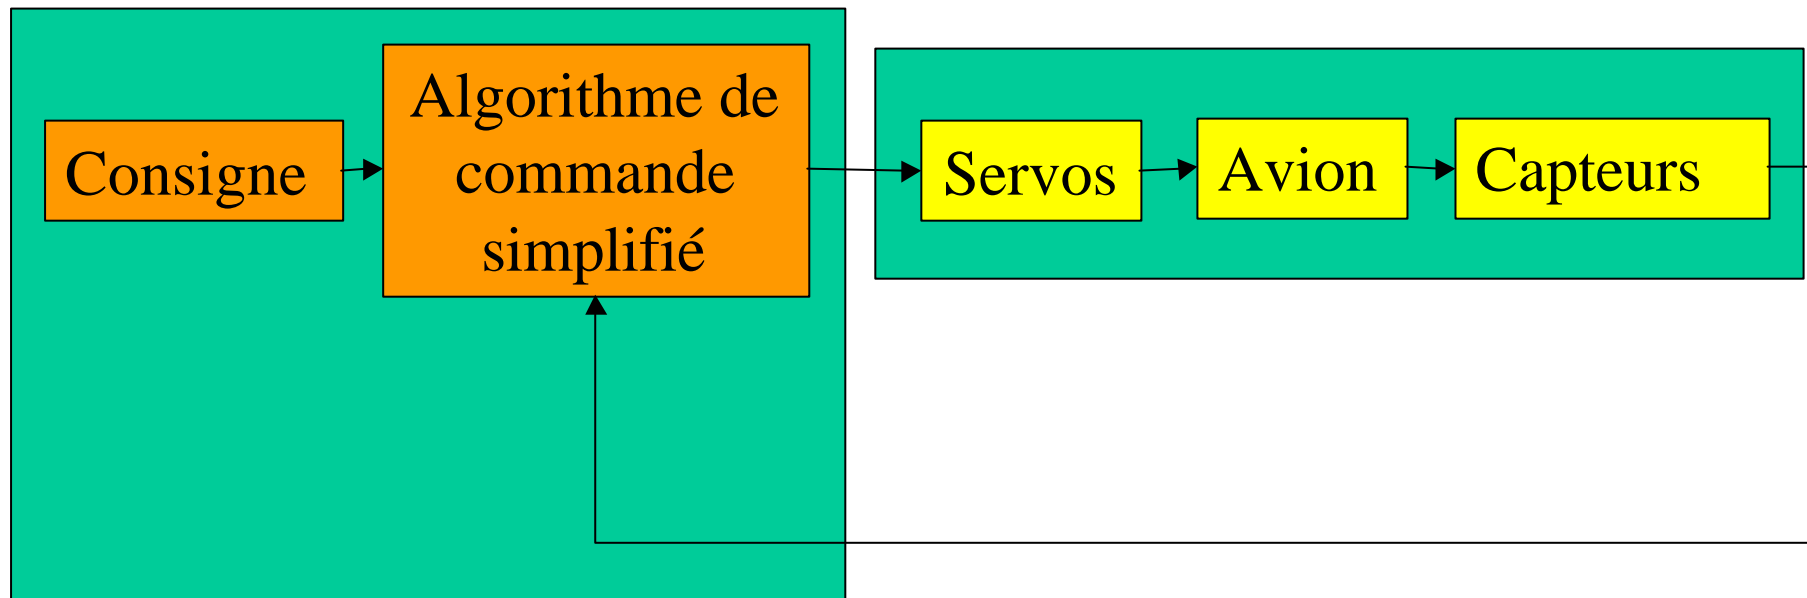 Consigne
Algorithme de
commande
simplifié
Servos
Avion
Capteurs